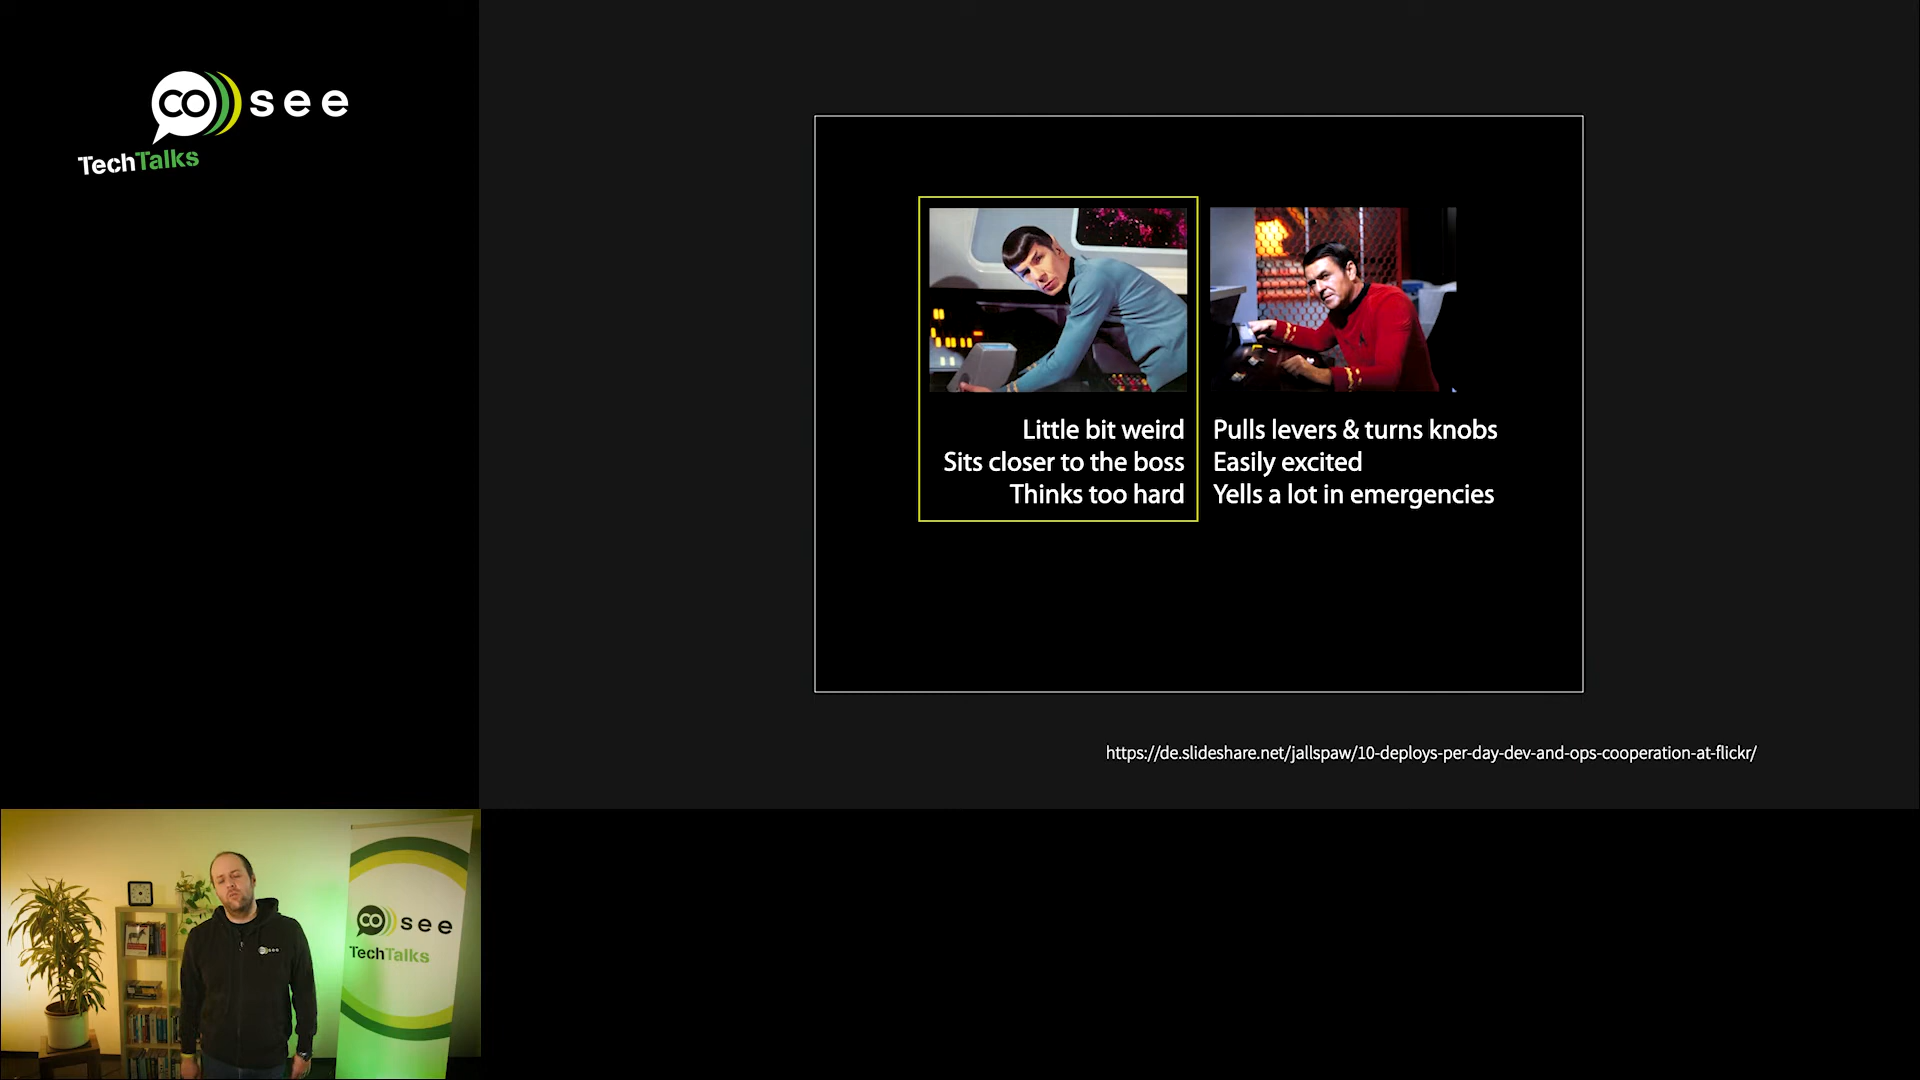 co see
TechTalks
Little bit weird
Sits closer to the boss
Thinks too hard
Pulls levers & turns knobs
Easily excited
Yells a lot in emergencies
https://de.slideshare.net/jallspaw/10-deploys-per-day-dev-and-ops-cooperation-at-flickr/
co see
co see
TechTalks